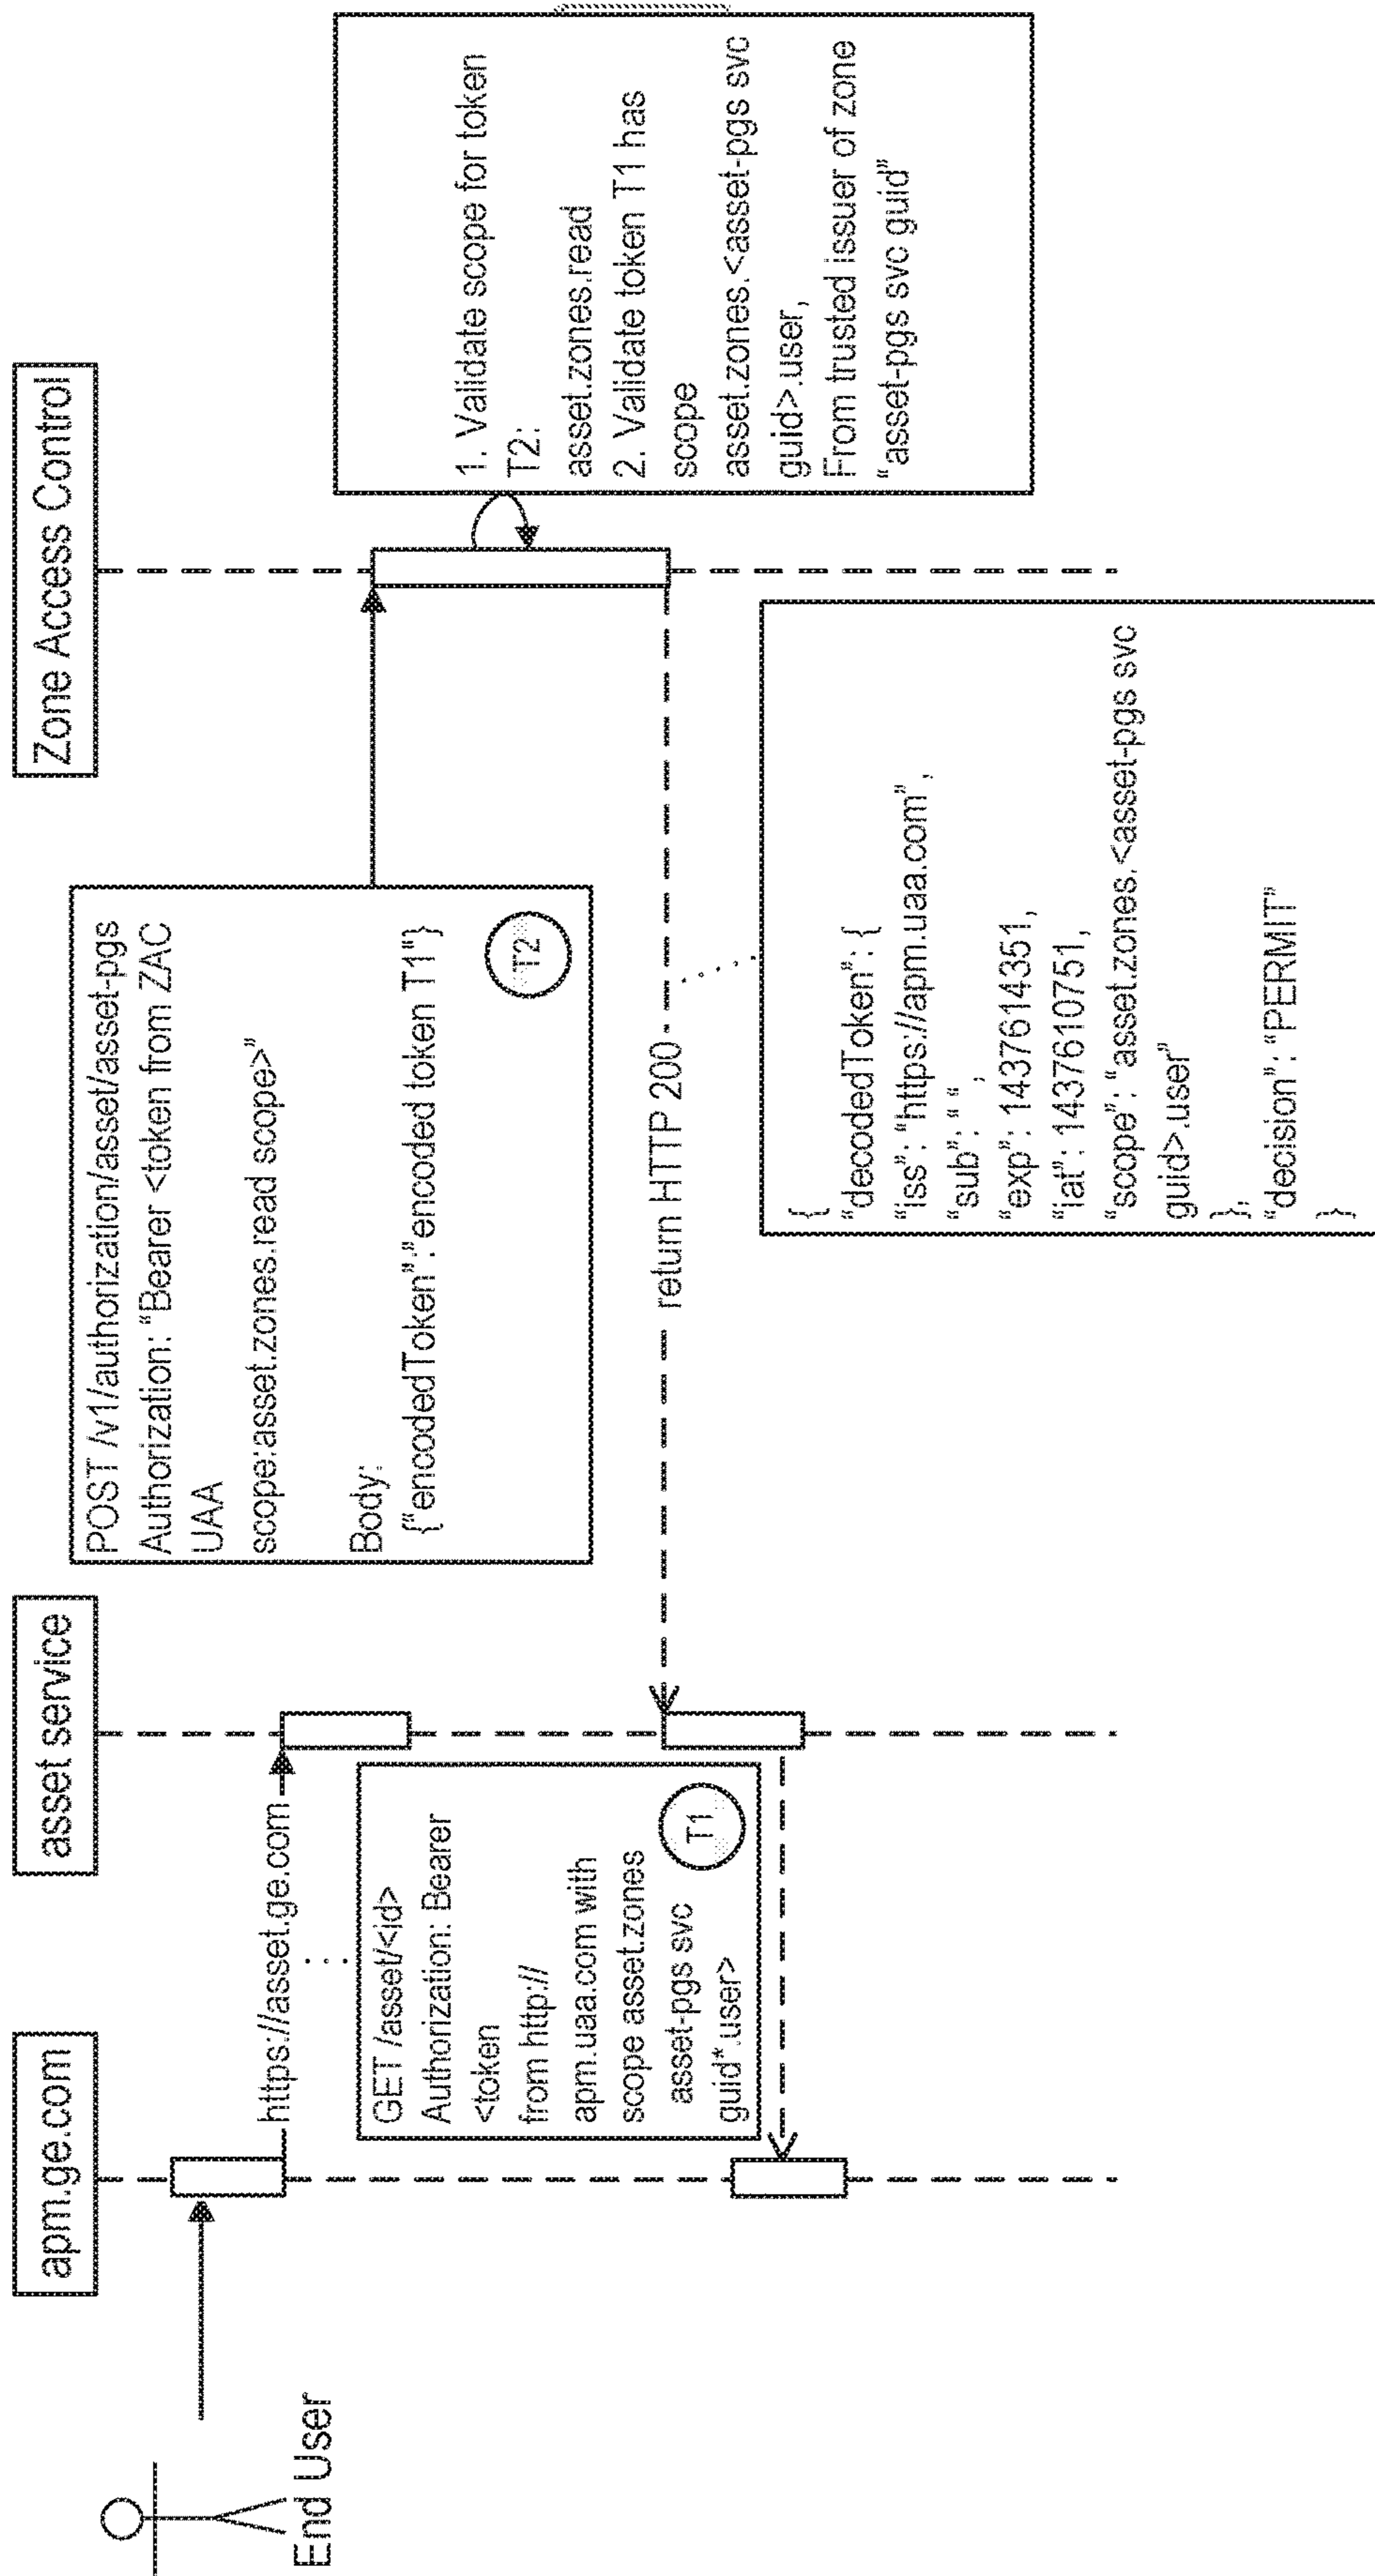 End User
apm.ge.com
asset service
Zone Access Control
https://asset.ge.com
GET /asset/<id>
Authorization: Bearer
<token
from http://
apm.uaa.com with
scope asset.zones
asset-pgs svc
guid*.user>
T1
POST /v1/authorization/asset/asset-pgs
Authorization: “Bearer <token from ZAC
UAA
scope:asset.zones.read scope>”
Body:
{“encodedToken”:“encoded token T1"}
T2
1. Validate scope for token
T2:
asset.zones.read
2. Validate token T1 has
scope
asset.zones.<asset-pgs svc
guid>.user,
From trusted issuer of zone
“asset-pgs svc guid”
return HTTP 200
{
“decodedToken”: {
“iss”: “https://apm.uaa.com”,
“sub”: “ “,
“exp”: 1437614351,
“iat”: 1437610751,
“scope”: “asset.zones.<asset-pgs svc
guid>.user”
},
“decision”: “PERMIT”
}